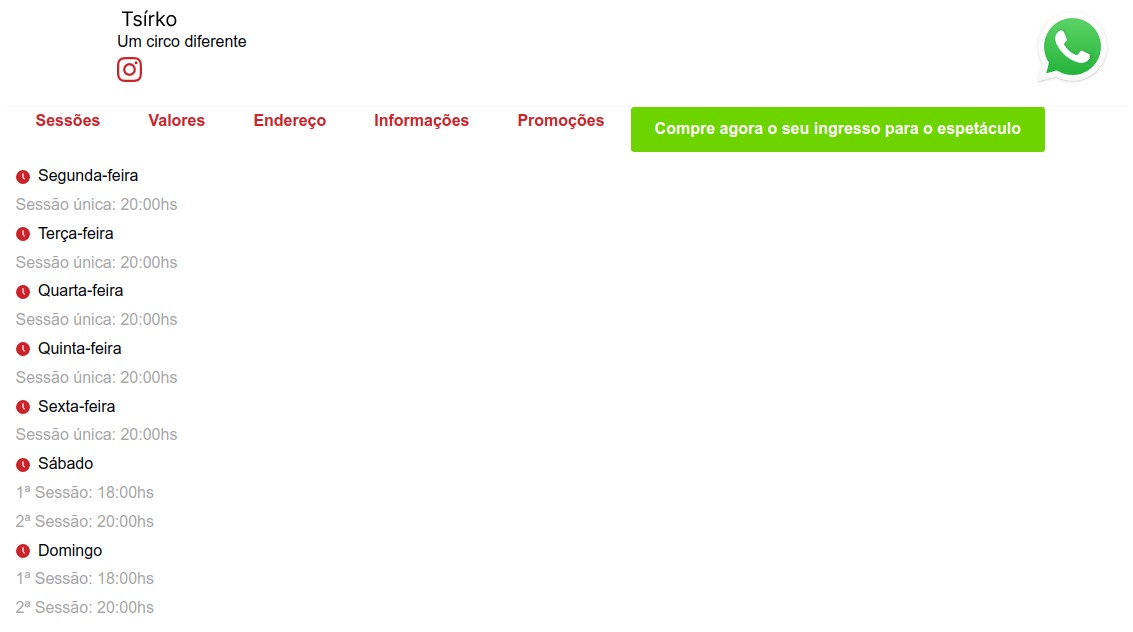 Tsírko
Um circo diferente
Sessões Valores Endereço Informações Promoções Compre agora o seu ingresso para o espetáculo
Segunda-feira
Sessão única: 20:00hs
Terça-feira
Sessão única: 20:00hs
Quarta-feira
Sessão única: 20:00hs
Quinta-feira
Sessão única: 20:00hs
Sexta-feira
Sessão única: 20:00hs
Sábado
1ª Sessão: 18:00hs
2ª Sessão: 20:00hs
Domingo
1ª Sessão: 18:00hs
2ª Sessão: 20:00hs